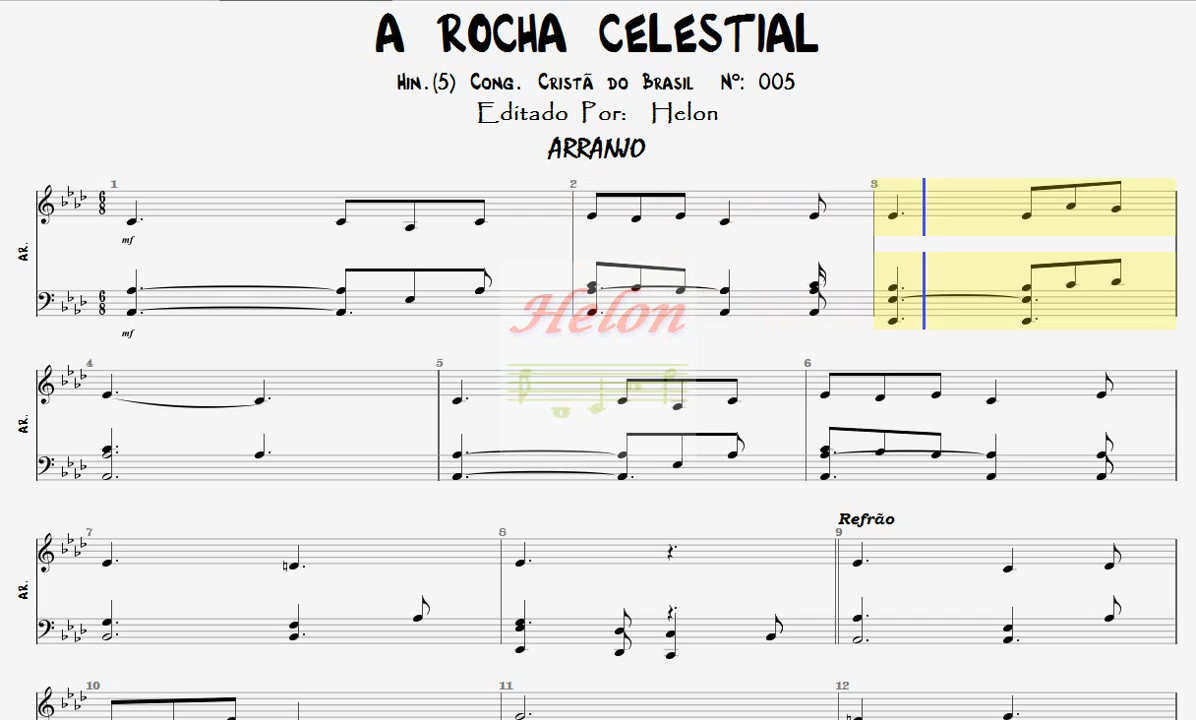 A ROCHA CELESTIAL
Hin.(5) Cong. Cristã do Brasil Nº: 005
Editado Por: Helon
ARRANJO
1 2 3
AR.
mf
mf
Helon
4 5 6
AR.
Refrão
7 8 9
AR.
10 11 12